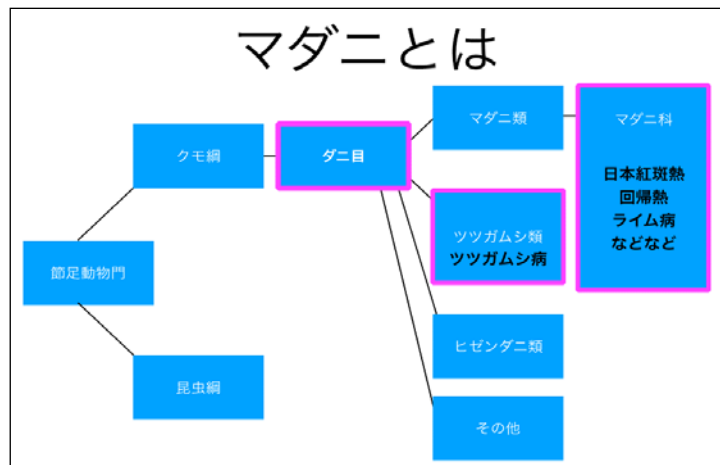 マダニとは
節足動物門
クモ綱
昆虫綱
ダニ目
マダニ類
マダニ科
日本紅斑熱
回帰熱
ライム病
などなど
ツツガムシ類
ツツガムシ病
ヒゼンダニ類
その他